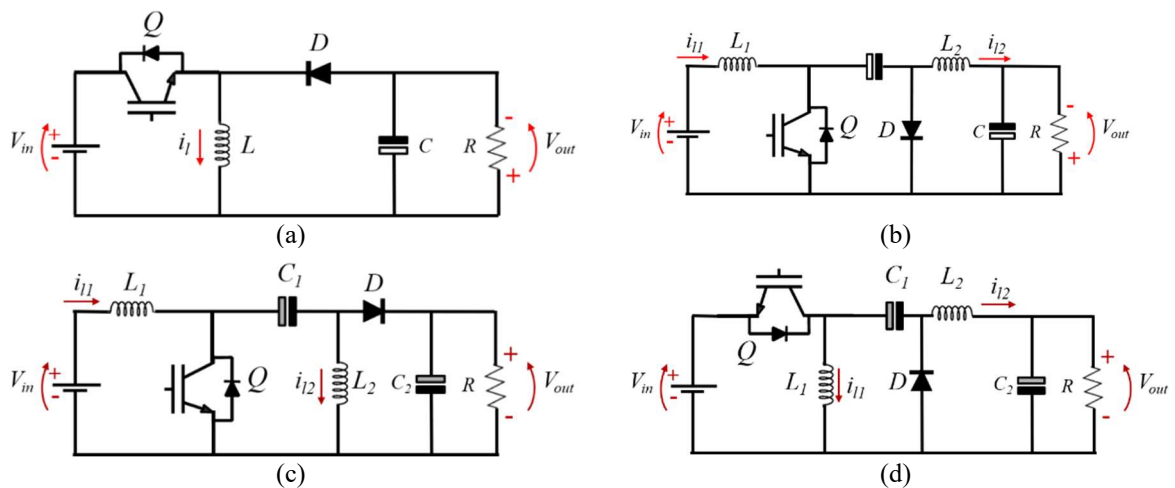 Q D
V_in + - i_l L C R - + V_out
(a)
i_l1 L_1 L_2 i_l2
V_in + - Q D C R - + V_out
(b)
i_l1 L_1 C_1 D
V_in + - Q i_l2 L_2 C_2 R + - V_out
(c)
C_1 L_2 i_l2
Q
V_in + - L_1 i_l1 D C_2 R + - V_out
(d)